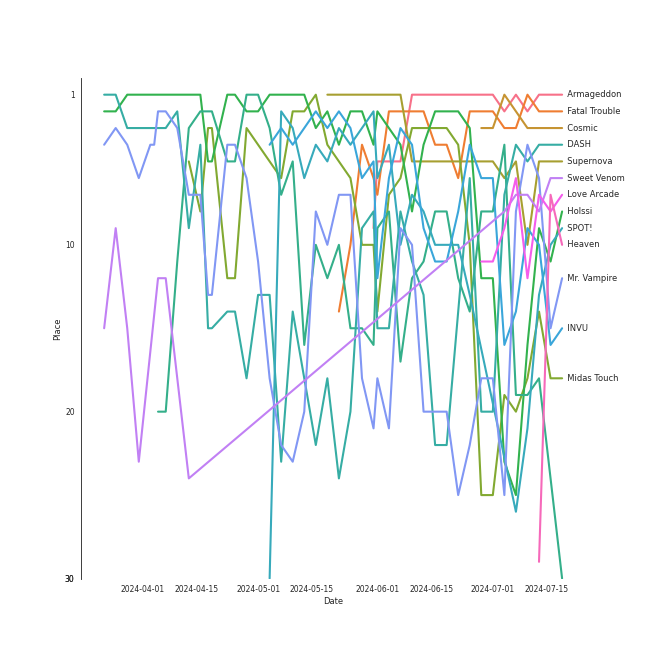 1
10
20
30
Place
2024-04-01 2024-04-15 2024-05-01 2024-05-15 2024-06-01 2024-06-15 2024-07-01 2024-07-15
Date
Armageddon
Fatal Trouble
Cosmic
DASH
Supernova
Sweet Venom
Love Arcade
Holssi
SPOT!
Heaven
Mr. Vampire
INVU
Midas Touch